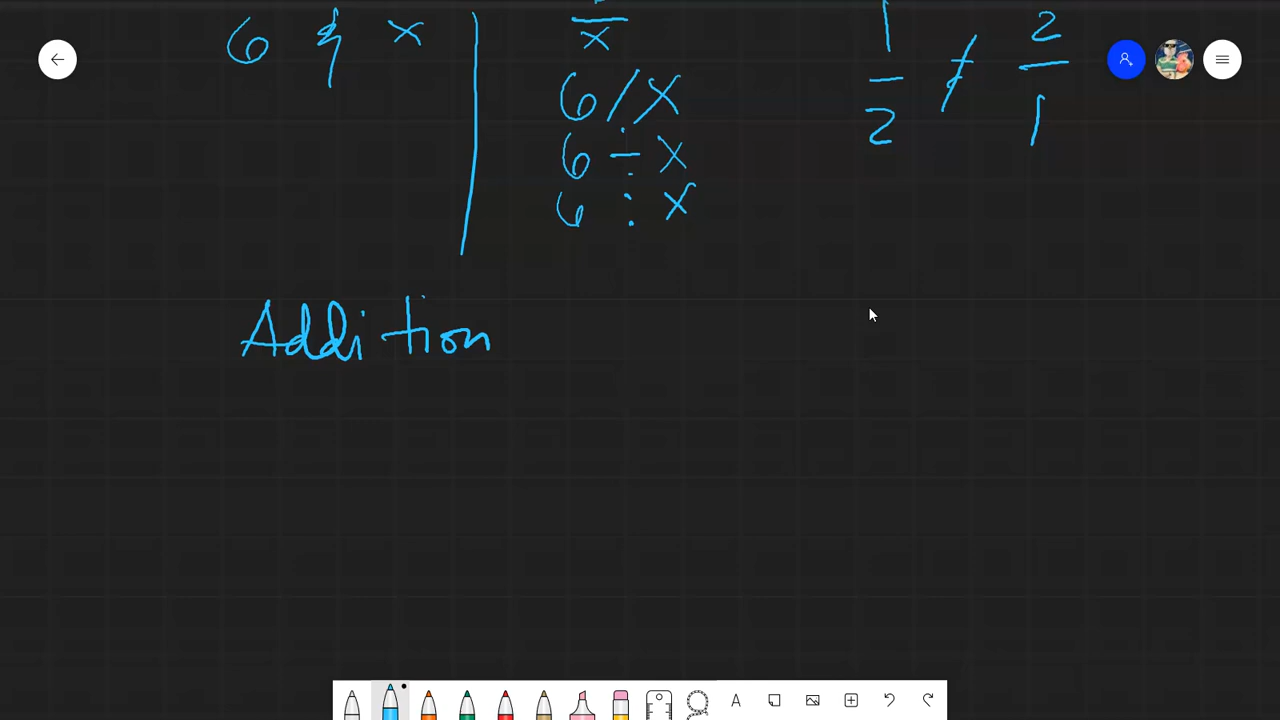 6 & x
x
6/x
6 ÷ x
6 : x
1/2 ≠ 2/1
Addition
A